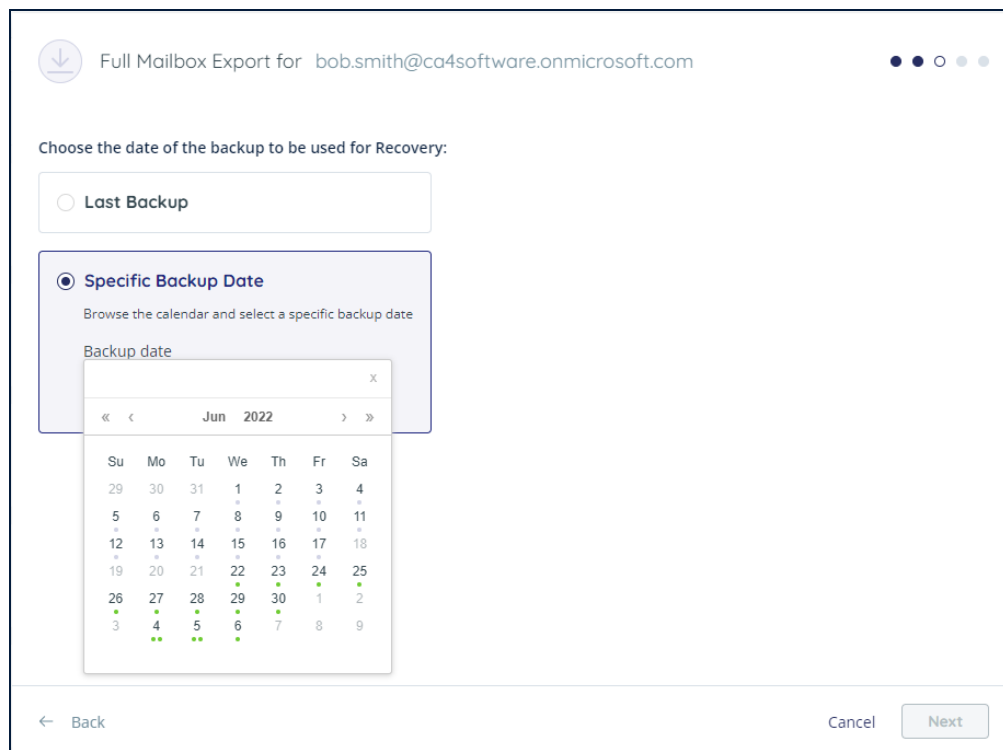 Full Mailbox Export for bob.smith@ca4software.onmicrosoft.com
Choose the date of the backup to be used for Recovery:
Last Backup
Specific Backup Date
Browse the calendar and select a specific backup date
Backup date
x
« ‹ Jun 2022 › »
Su Mo Tu We Th Fr Sa
29 30 31 1 2 3 4
5 6 7 8 9 10 11
12 13 14 15 16 17 18
19 20 21 22 23 24 25
26 27 28 29 30 1 2
3 4 5 6 7 8 9
← Back Cancel Next